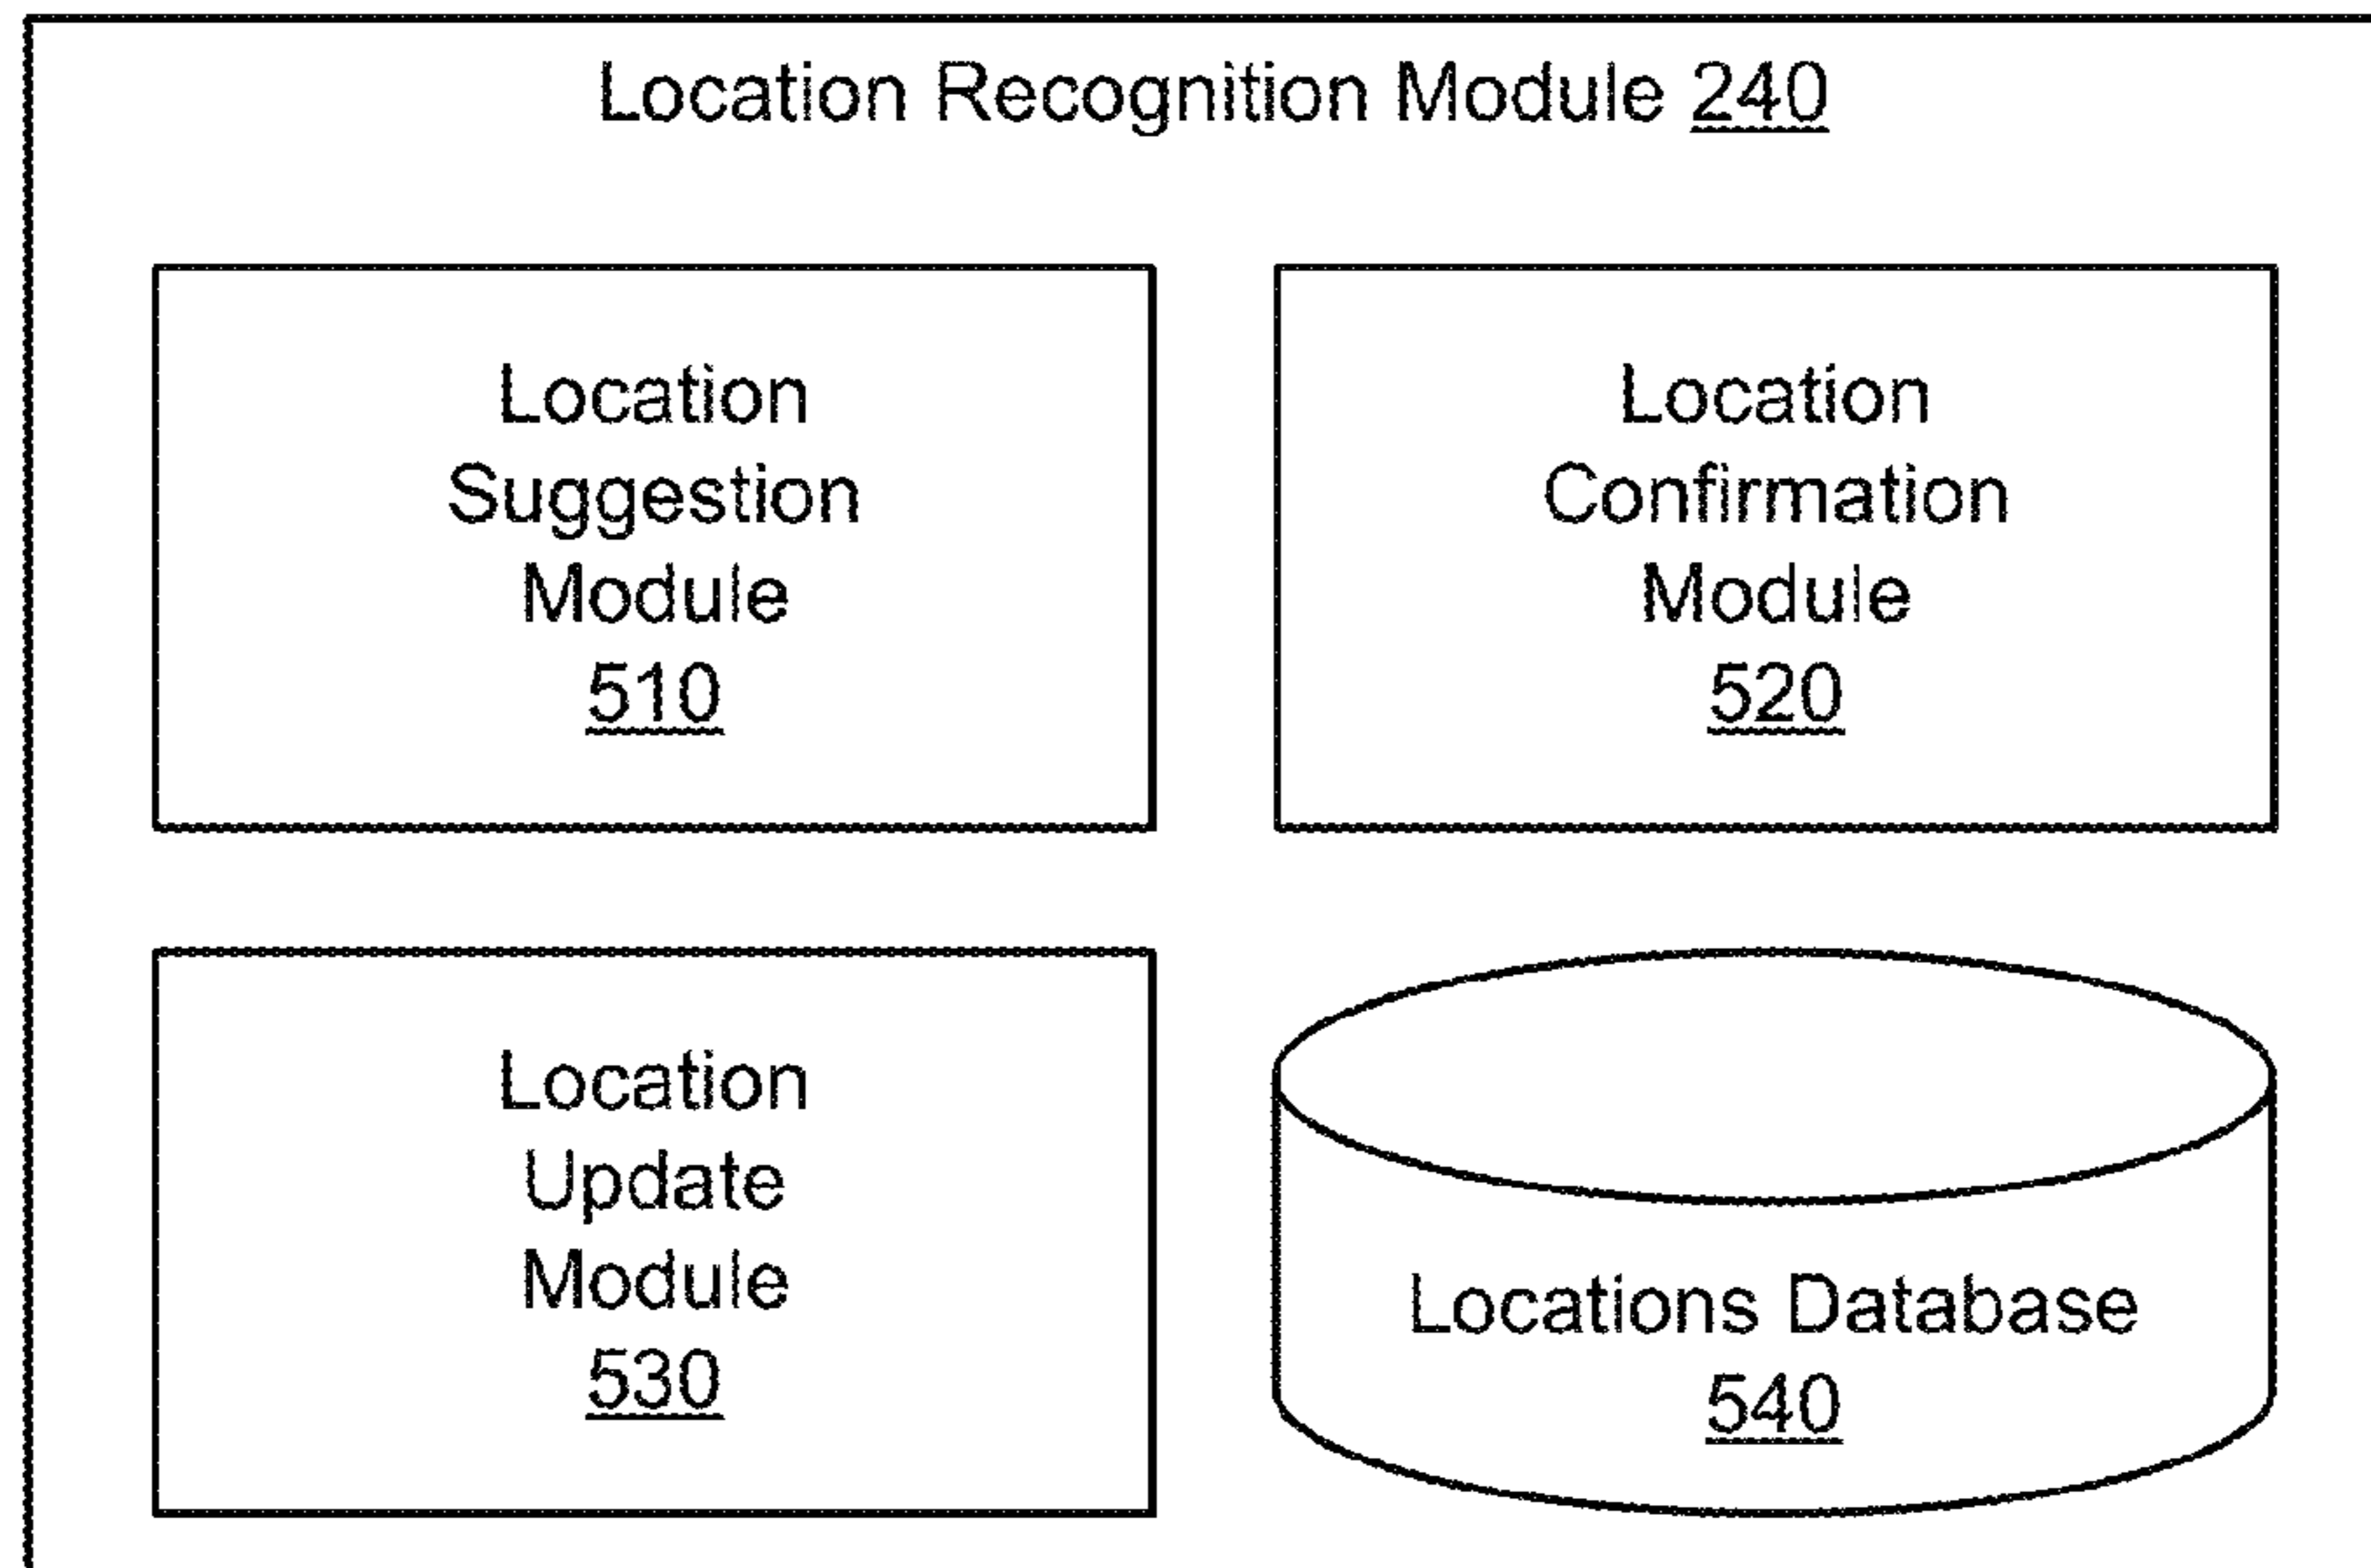 Location Recognition Module 240
Location
Suggestion
Module
510
Location
Confirmation
Module
520
Location
Update
Module
530
Locations Database
540